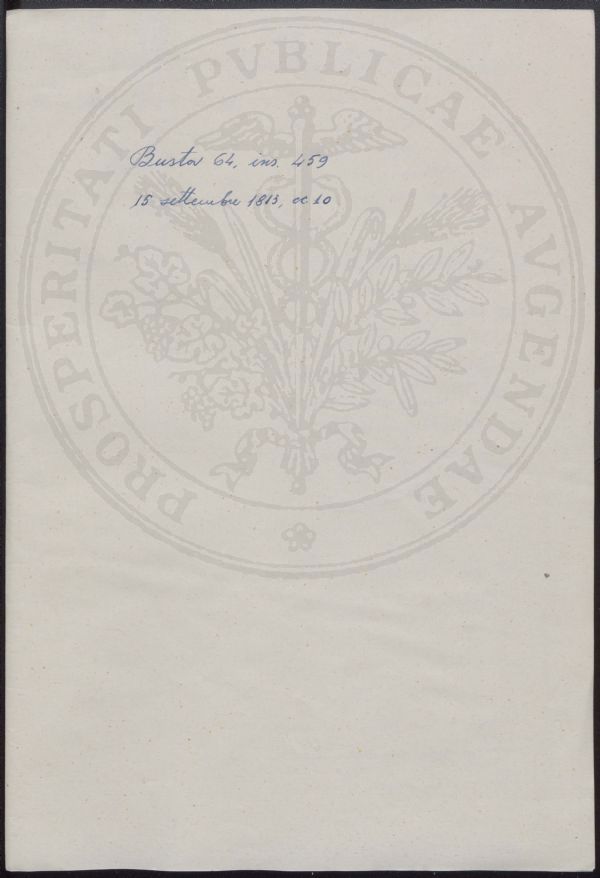 PROSPERITATI PVBLICAE AVGENDAE
Busta 64, ins. 459
15 settembre 1813, cc 10